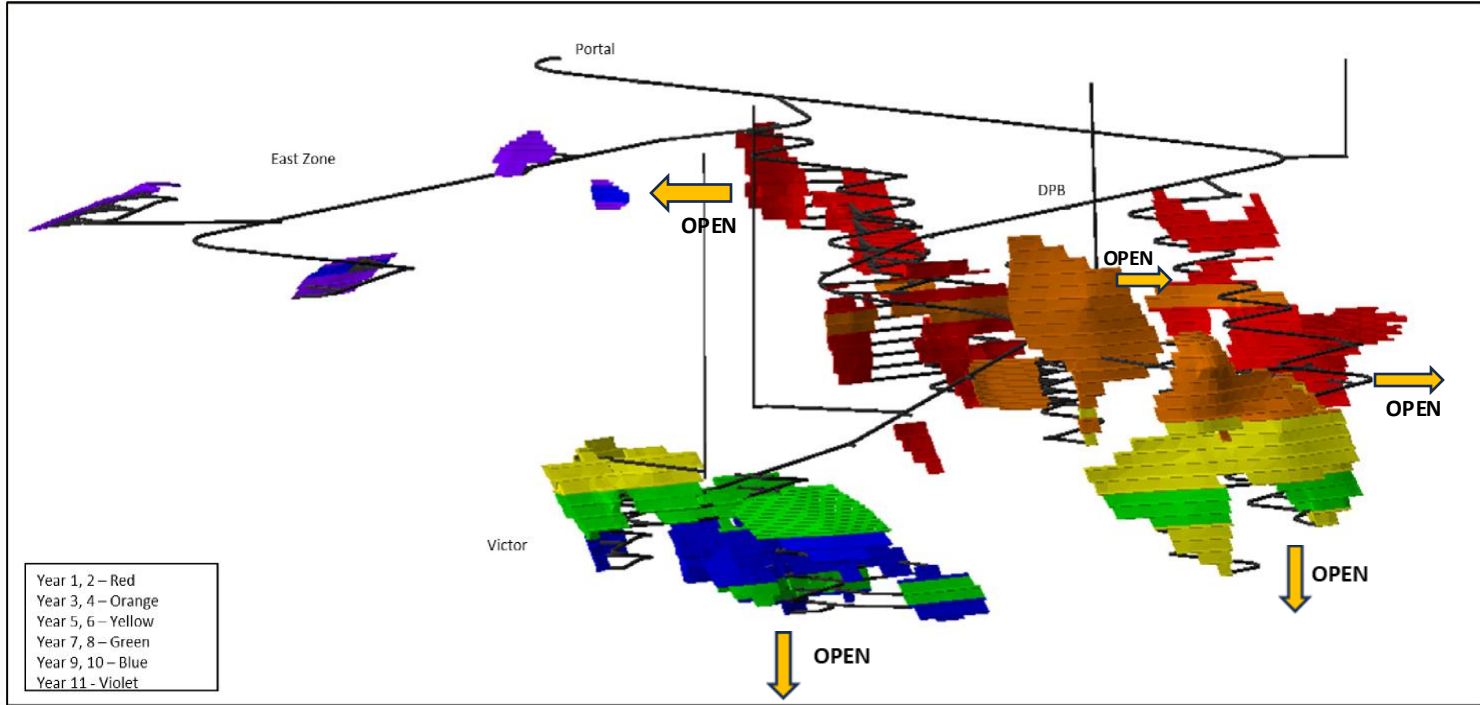 Portal
East Zone
DPB
OPEN
OPEN
OPEN
Victor
OPEN
OPEN
Year 1, 2 – Red
Year 3, 4 – Orange
Year 5, 6 – Yellow
Year 7, 8 – Green
Year 9, 10 – Blue
Year 11 - Violet